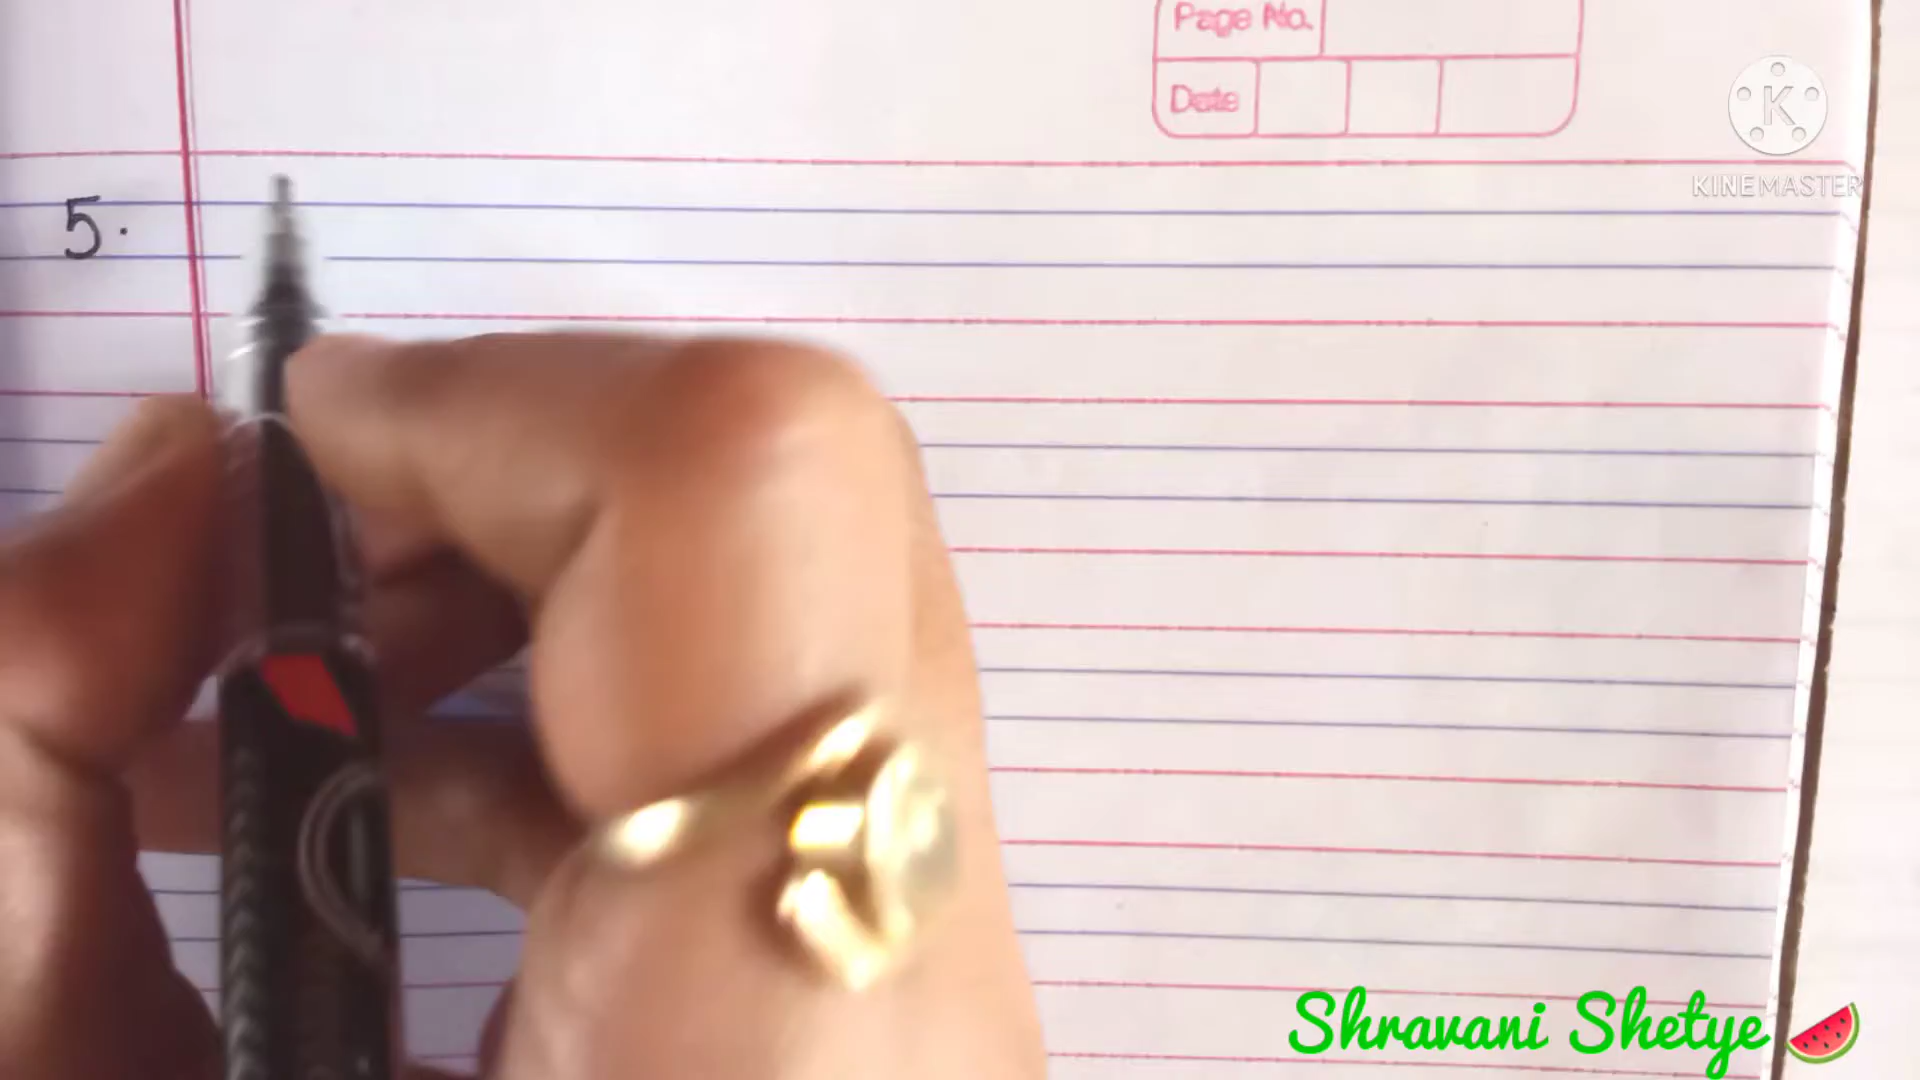 Page No.
Date
K
KINEMASTER
5.
Shravani Shetye